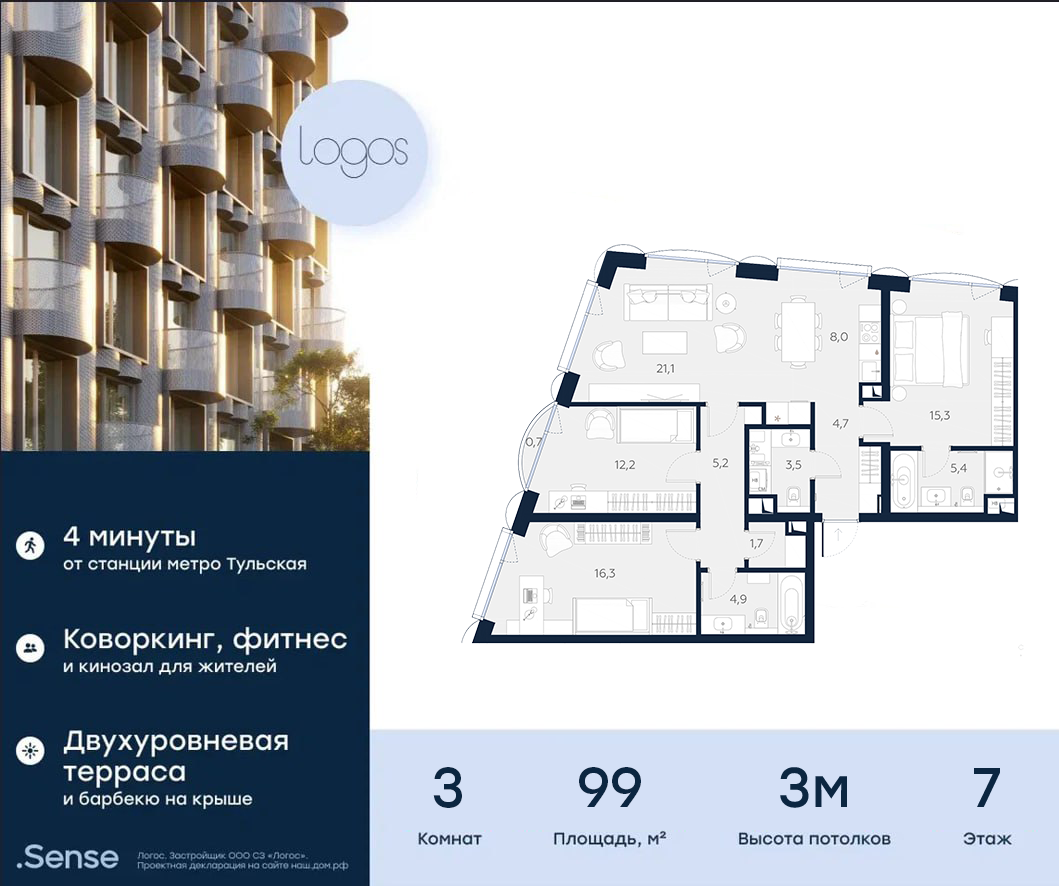 logos
4 минуты
от станции метро Тульская
Коворкинг, фитнес
и кинозал для жителей
Двухуровневая
терраса
и барбекю на крыше
.Sense
Логос. Застройщик ООО СЗ «Логос».
Проектная декларация на сайте наш.дом.рф
8,0
21,1
15,3
4,7
0,7
12,2
5,2
3,5
5,4
НВ
СМ
НВ
1,7
16,3
4,9
3
Комнат
99
Площадь, м²
3м
Высота потолков
7
Этаж